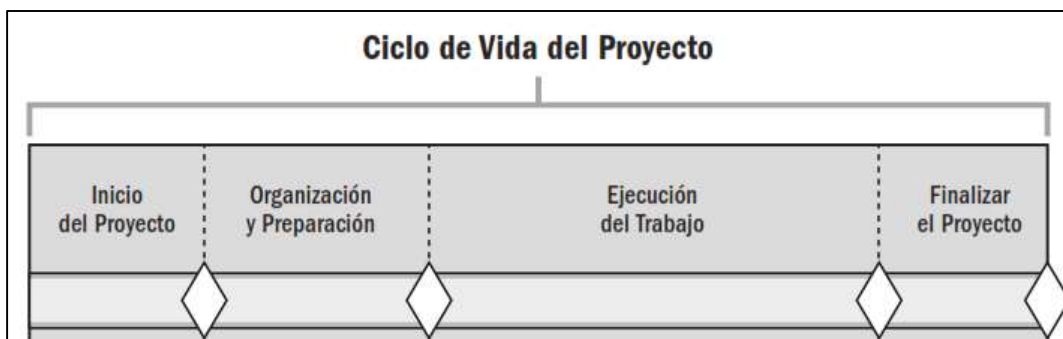 Ciclo de Vida del Proyecto
Inicio
del Proyecto
Organización
y Preparación
Ejecución
del Trabajo
Finalizar
el Proyecto